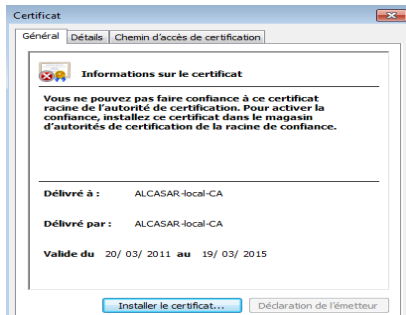 Certificat
Général Détails Chemin d'accès de certification
Informations sur le certificat
Vous ne pouvez pas faire confiance à ce certificat
racine de l'autorité de certification. Pour activer la
confiance, installez ce certificat dans le magasin
d'autorités de certification de la racine de confiance.
Délivré à : ALCASAR-local-CA
Délivré par : ALCASAR-local-CA
Valide du 20/ 03/ 2011 au 19/ 03/ 2015
Installer le certificat... Déclaration de l'émetteur